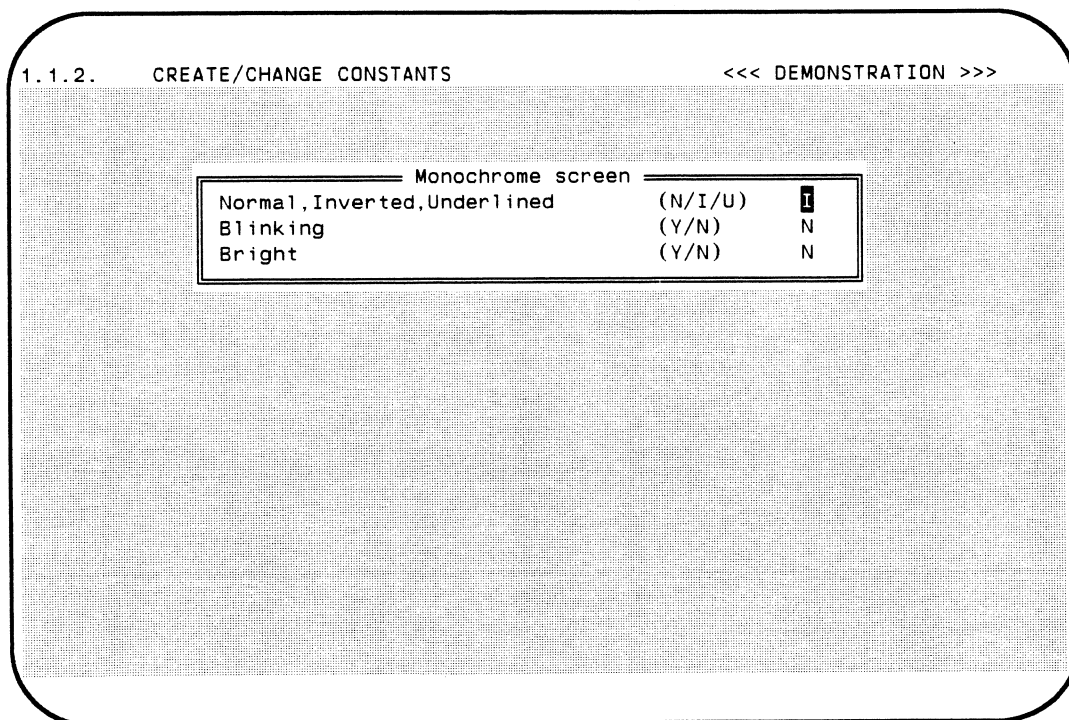 1.1.2. CREATE/CHANGE CONSTANTS <<< DEMONSTRATION >>>
Monochrome screen
Normal,Inverted,Underlined (N/I/U) I
Blinking (Y/N) N
Bright (Y/N) N